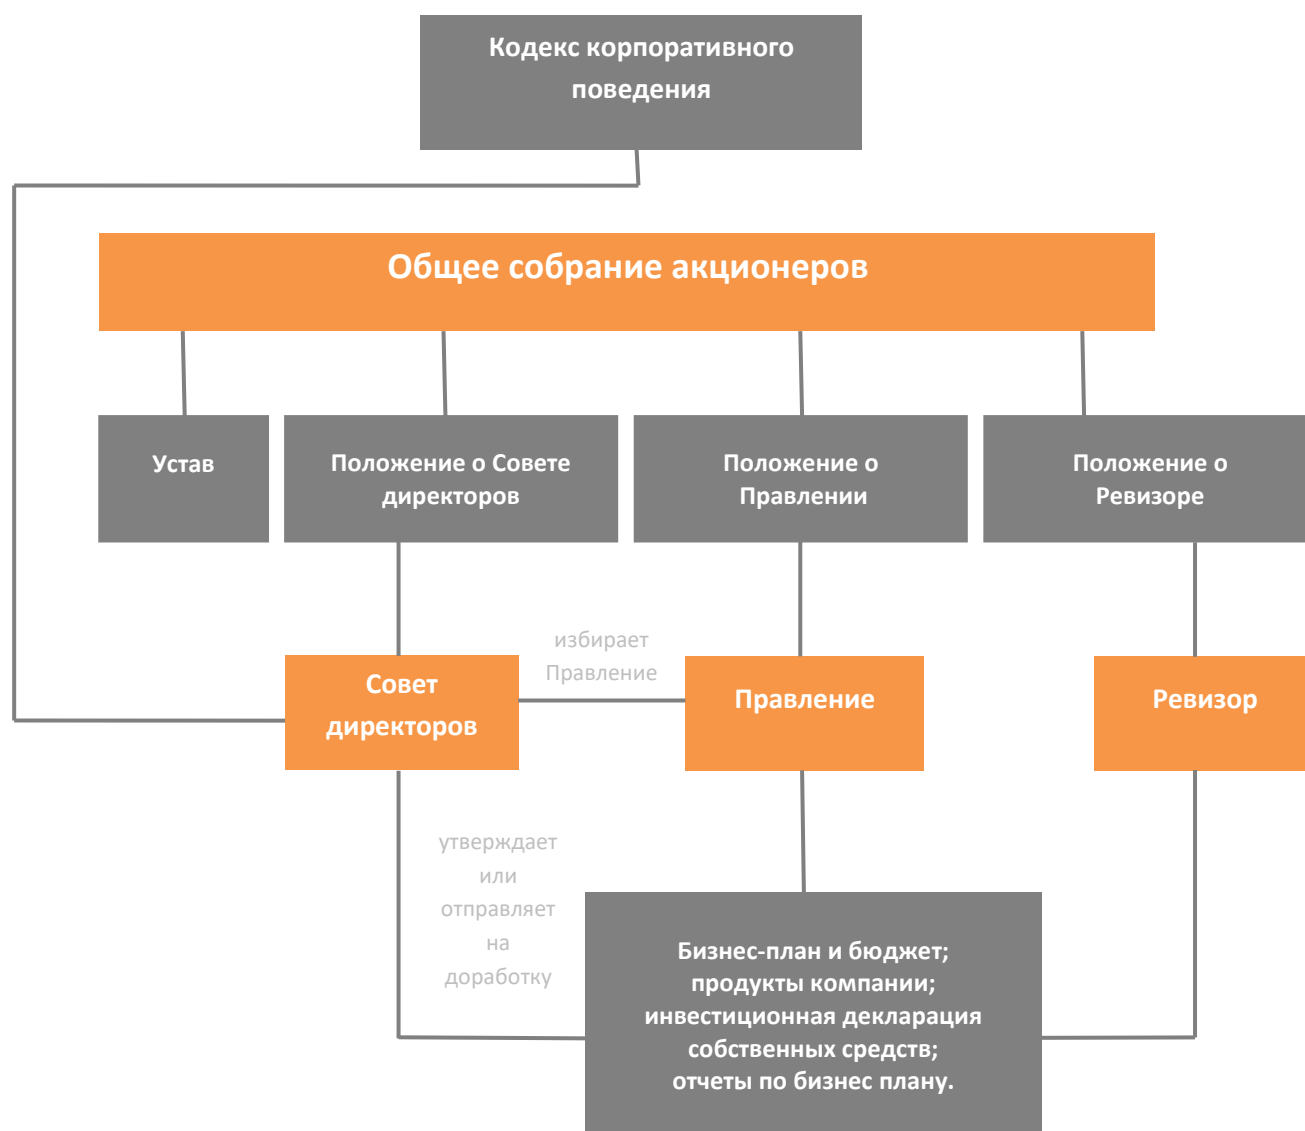 Кодекс корпоративного
поведения
Общее собрание акционеров
Устав
Положение о Совете
директоров
Положение о
Правлении
Положение о
Ревизоре
Совет
директоров
избирает
Правление
Правление
Ревизор
утверждает
или
отправляет
на
доработку
Бизнес-план и бюджет;
продукты компании;
инвестиционная декларация
собственных средств;
отчеты по бизнес плану.